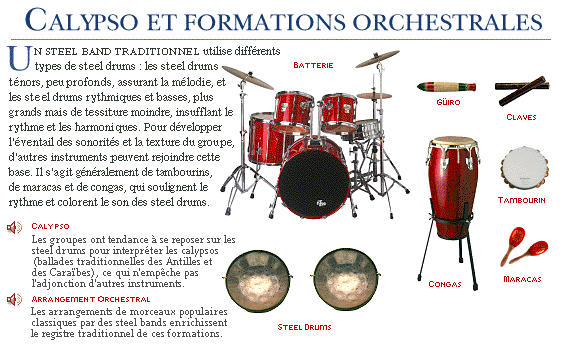 CALYPSO ET FORMATIONS ORCHESTRALES
UN STEEL BAND TRADITIONNEL utilise différents
types de steel drums : les steel drums
ténors, peu profonds, assurant la mélodie, et
les steel drums rythmiques et basses, plus
grands mais de tessiture moindre, insufflant le
rythme et les harmoniques. Pour développer
l'éventail des sonorités et la texture du groupe,
d'autres instruments peuvent rejoindre cette
base. Il s'agit généralement de tambourins,
de maracas et de congas, qui soulignent le
rythme et colorent le son des steel drums.
CALYPSO
Les groupes ont tendance à se reposer sur les
steel drums pour interpréter les calypsos
(ballades traditionnelles des Antilles et
des Caraïbes), ce qui n'empêche pas
l'adjonction d'autres instruments.
ARRANGEMENT ORCHESTRAL
Les arrangements de morceaux populaires
classiques par des steel bands enrichissent
le registre traditionnel de ces formations.
BATTERIE
GÜIRO
CLAVES
TAMBOURIN
CONGAS
MARACAS
STEEL DRUMS